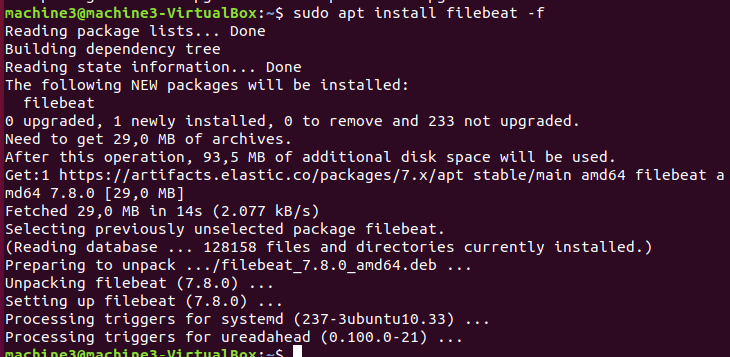 machine3@machine3-VirtualBox:~$ sudo apt install filebeat -f
Reading package lists... Done
Building dependency tree
Reading state information... Done
The following NEW packages will be installed:
  filebeat
0 upgraded, 1 newly installed, 0 to remove and 233 not upgraded.
Need to get 29,0 MB of archives.
After this operation, 93,5 MB of additional disk space will be used.
Get:1 https://artifacts.elastic.co/packages/7.x/apt stable/main amd64 filebeat a
md64 7.8.0 [29,0 MB]
Fetched 29,0 MB in 14s (2.077 kB/s)
Selecting previously unselected package filebeat.
(Reading database ... 128158 files and directories currently installed.)
Preparing to unpack .../filebeat_7.8.0_amd64.deb ...
Unpacking filebeat (7.8.0) ...
Setting up filebeat (7.8.0) ...
Processing triggers for systemd (237-3ubuntu10.33) ...
Processing triggers for ureadahead (0.100.0-21) ...
machine3@machine3-VirtualBox:~$